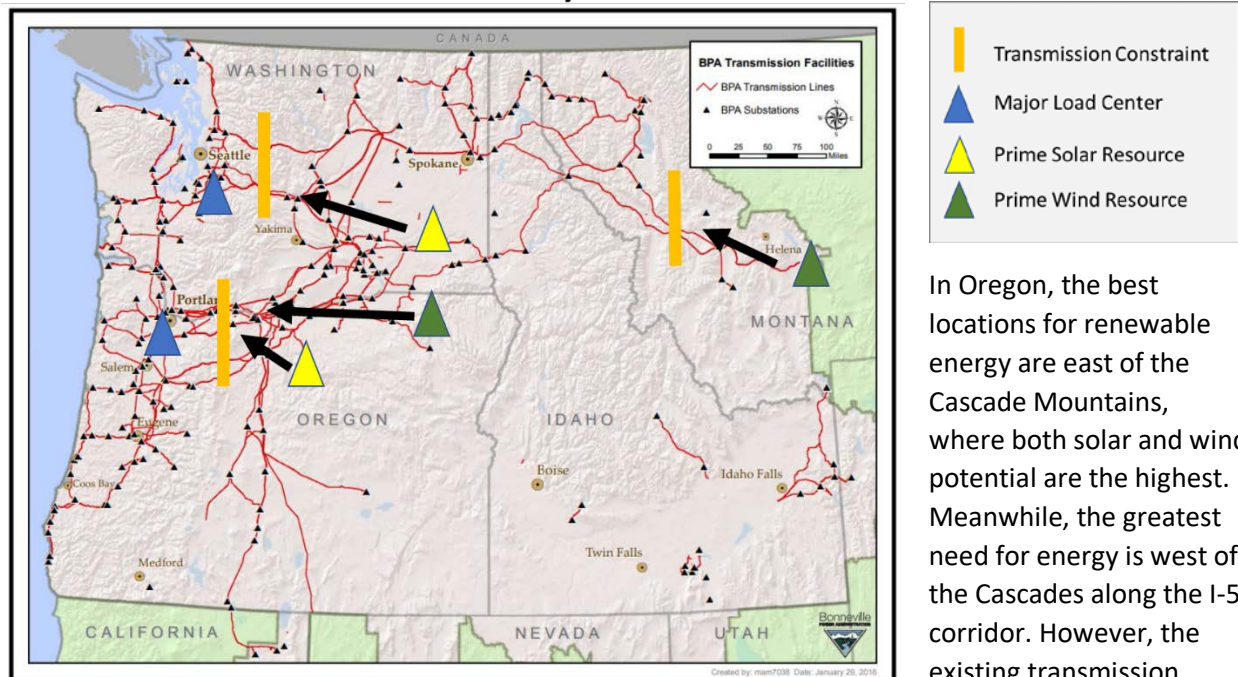 CANADA
WASHINGTON
Seattle
Spokane
Yakima
Helena
MONTANA
Salem
OREGON
IDAHO
Eugene
Coos Bay
Boise
Idaho Falls
Twin Falls
Medford
CALIFORNIA
NEVADA
UTAH
BPA Transmission Facilities
BPA Transmission Lines
BPA Substations
N
W E
S
0 25 50 75 100
Miles
Bonneville
Created by: mam7038 Date: January 29, 2016
Transmission Constraint
Major Load Center
Prime Solar Resource
Prime Wind Resource
In Oregon, the best
locations for renewable
energy are east of the
Cascade Mountains,
where both solar and wind
potential are the highest.
Meanwhile, the greatest
need for energy is west of
the Cascades along the I-5
corridor. However, the
existing transmission